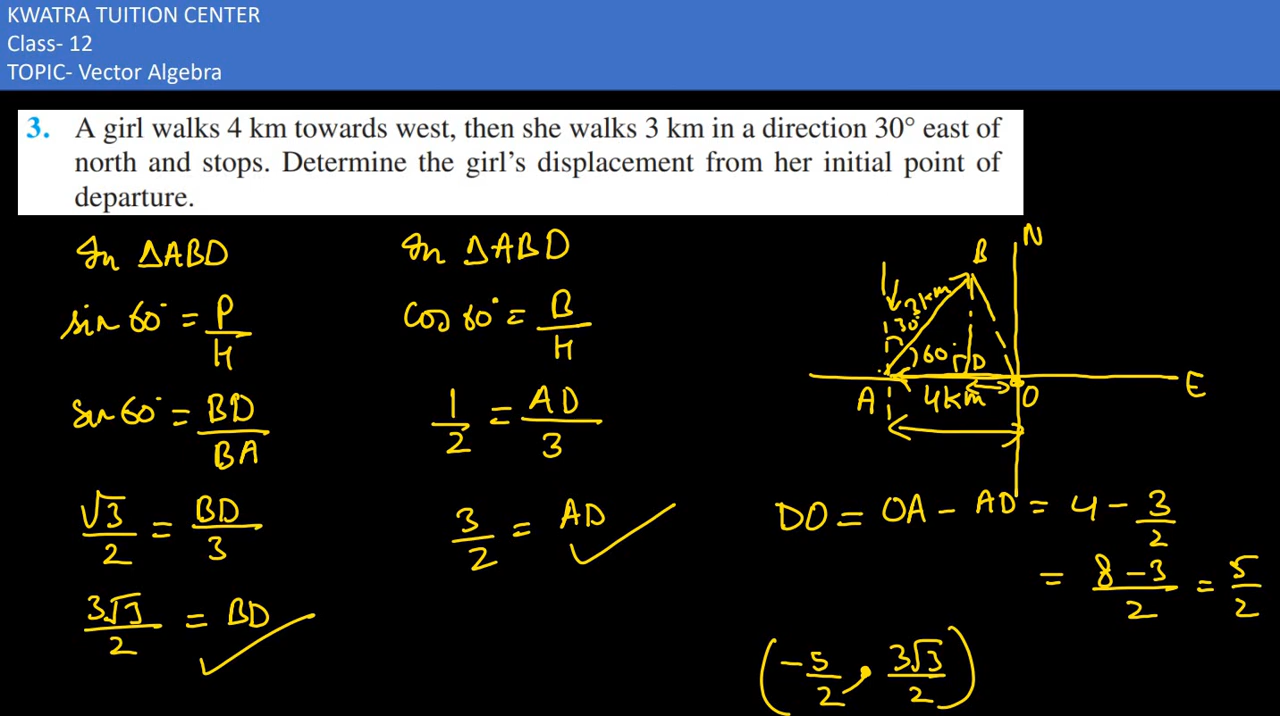 KWATRA TUITION CENTER
Class- 12
TOPIC- Vector Algebra
3. A girl walks 4 km towards west, then she walks 3 km in a direction 30° east of
north and stops. Determine the girl's displacement from her initial point of
departure.
In ΔABD
sin 60° = P/H
sin 60° = BD/BA
√3/2 = BD/3
3√3/2 = BD
In ΔABD
cos 60° = B/H
1/2 = AD/3
3/2 = AD
N
B
3km
30°
60°
D
A
4km
O
E
DO = OA - AD = 4 - 3/2
= 8-3/2 = 5/2
(-5/2, 3√3/2)